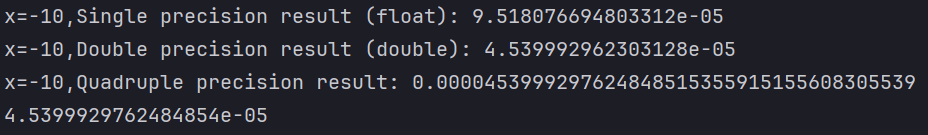 x=-10,Single precision result (float): 9.518076694803312e-05
x=-10,Double precision result (double): 4.539992962303128e-05
x=-10,Quadruple precision result: 0.0000453999297624848515355915155608305539
4.5399929762484854e-05